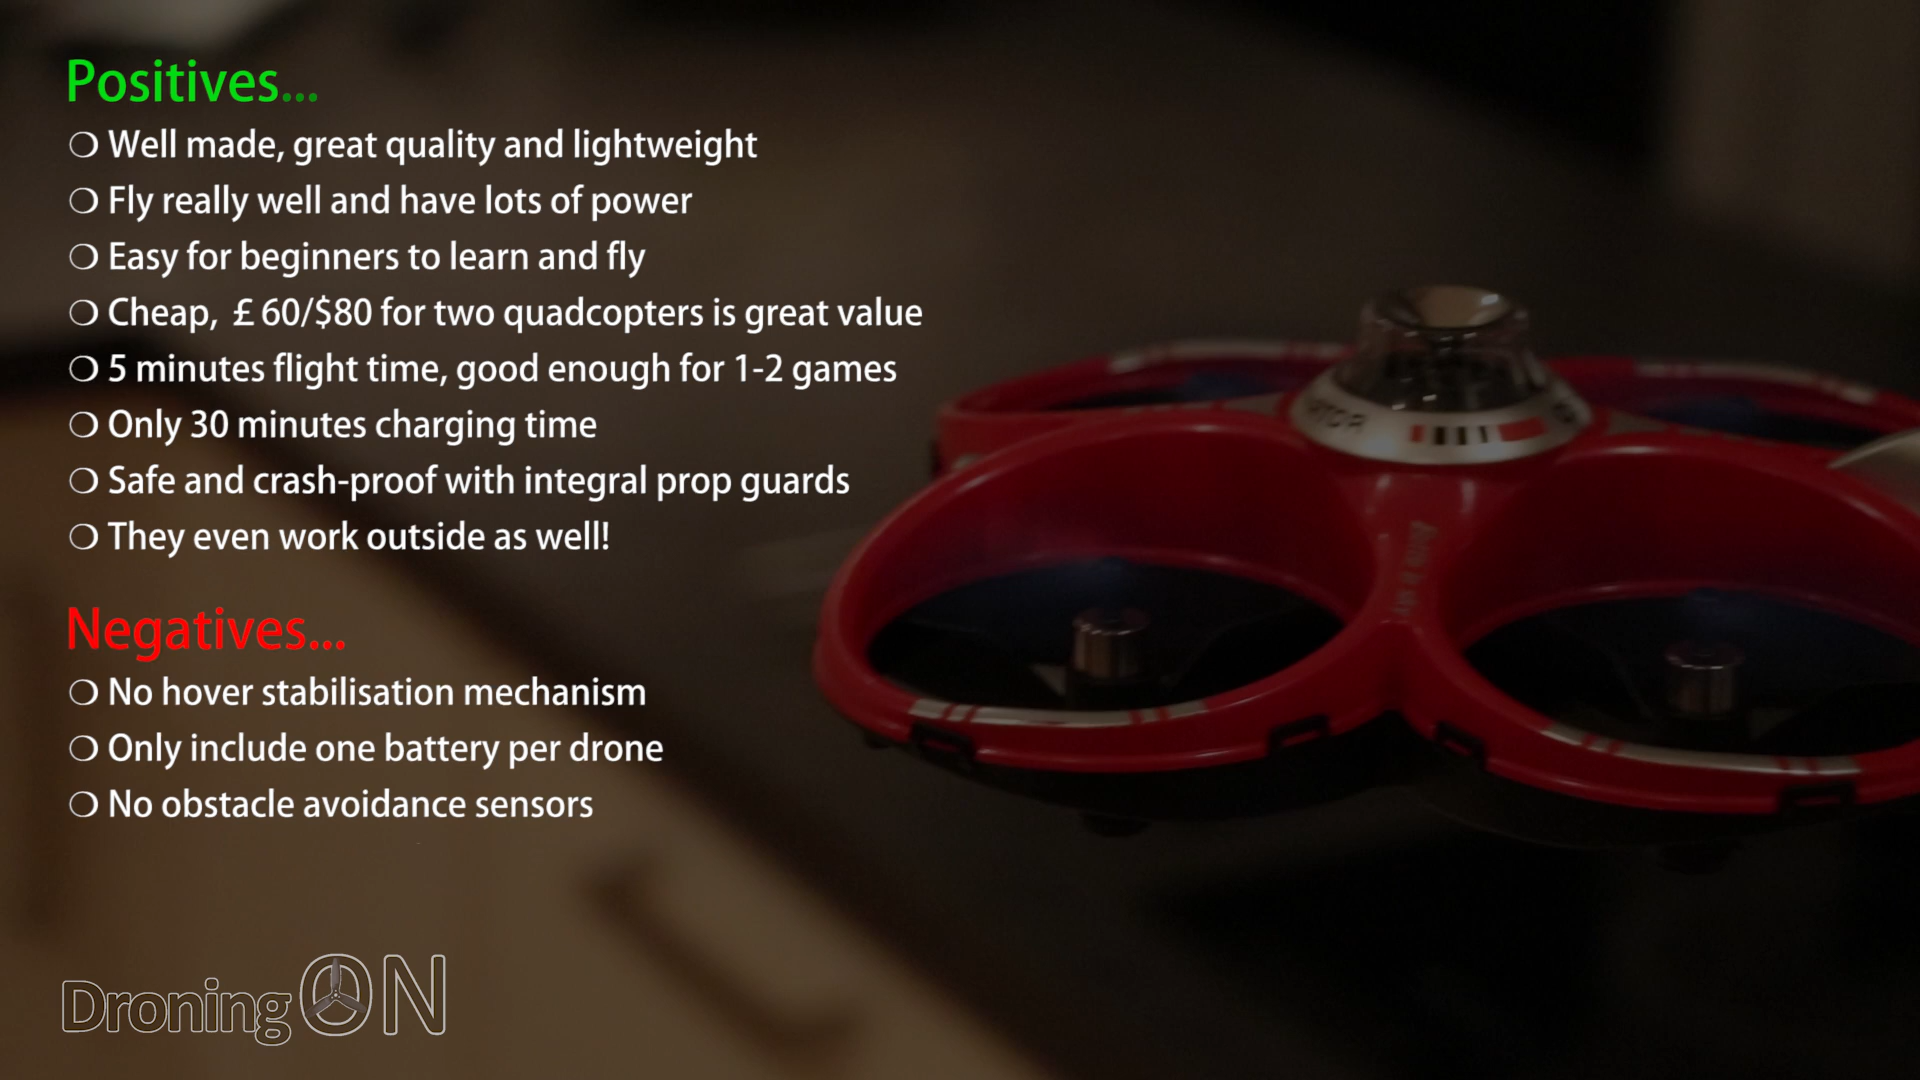 Positives...
❍ Well made, great quality and lightweight
❍ Fly really well and have lots of power
❍ Easy for beginners to learn and fly
❍ Cheap, £60/$80 for two quadcopters is great value
❍ 5 minutes flight time, good enough for 1-2 games
❍ Only 30 minutes charging time
❍ Safe and crash-proof with integral prop guards
❍ They even work outside as well!
Negatives...
❍ No hover stabilisation mechanism
❍ Only include one battery per drone
❍ No obstacle avoidance sensors
DroningON